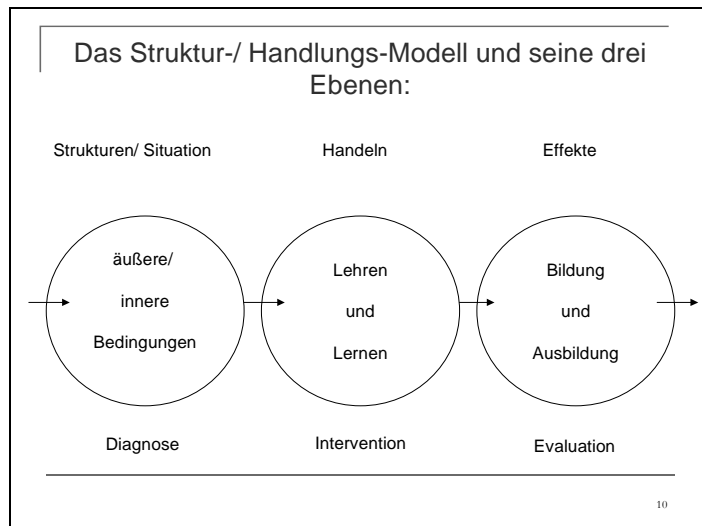 Das Struktur-/ Handlungs-Modell und seine drei
Ebenen:
Strukturen/ Situation
Handeln
Effekte
äußere/
innere
Bedingungen
Lehren
und
Lernen
Bildung
und
Ausbildung
Diagnose
Intervention
Evaluation
10